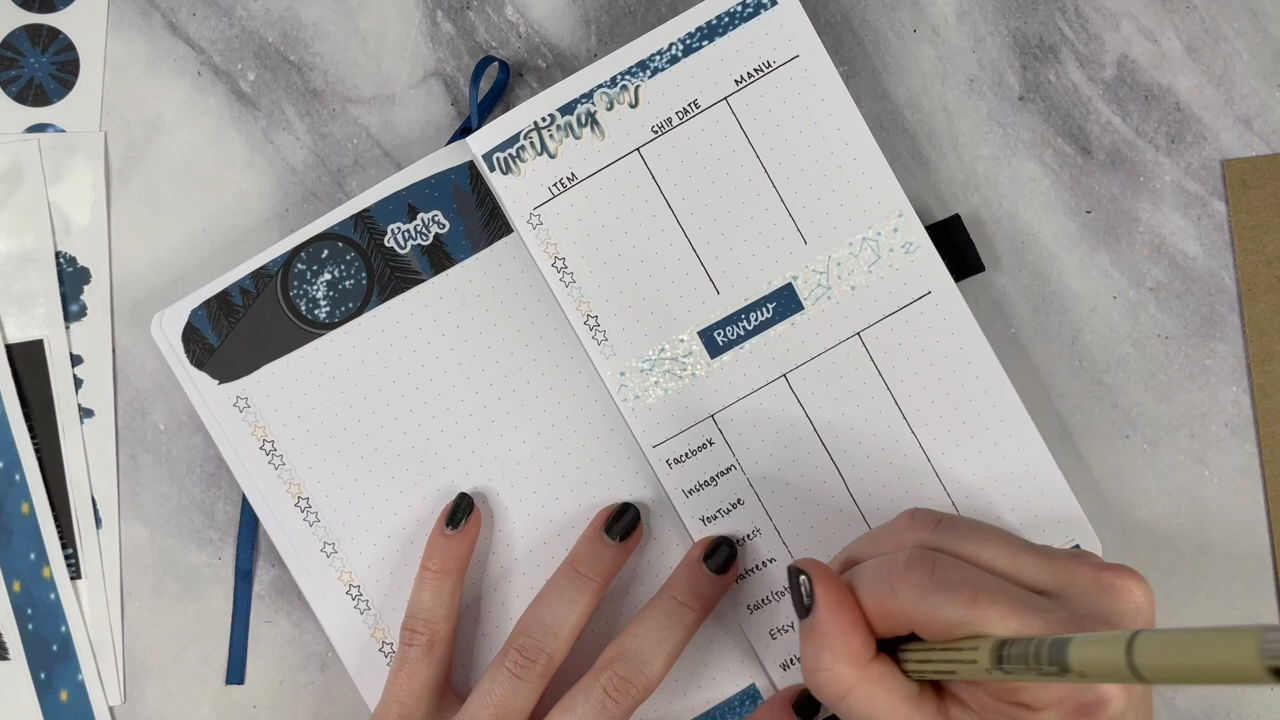 tasks
waiting on
ITEM
SHIP DATE
MANU.
Review
Facebook
Instagram
YouTube
Etsy